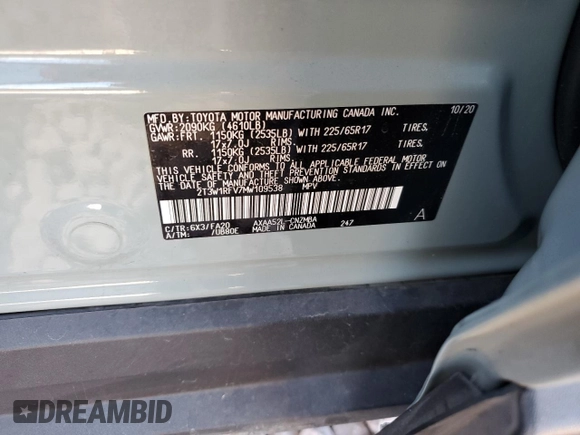 MFD.BY:TOYOTA MOTOR MANUFACTURING CANADA INC. 10/20
GVWR:2090KG (4610LB)
GAWR:FRT. 1150KG (2535LB) WITH 225/65R17 TIRES.
17x7.0J RIMS.
RR. 1150KG (2535LB) WITH 225/65R17 TIRES.
17x7.0J RIMS.
THIS VEHICLE CONFORMS TO ALL APPLICABLE FEDERAL MOTOR
VEHICLE SAFETY AND THEFT PREVENTION STANDARDS IN EFFECT
ON THE DATE OF MANUFACTURE SHOWN ABOVE.
2T3W1RFV7MW109538 MPV
C/TR:6X3/FA20 AXAA52L-CNZMBA 247 A
A/TM: /UB80E MADE IN CANADA
DREAMBID